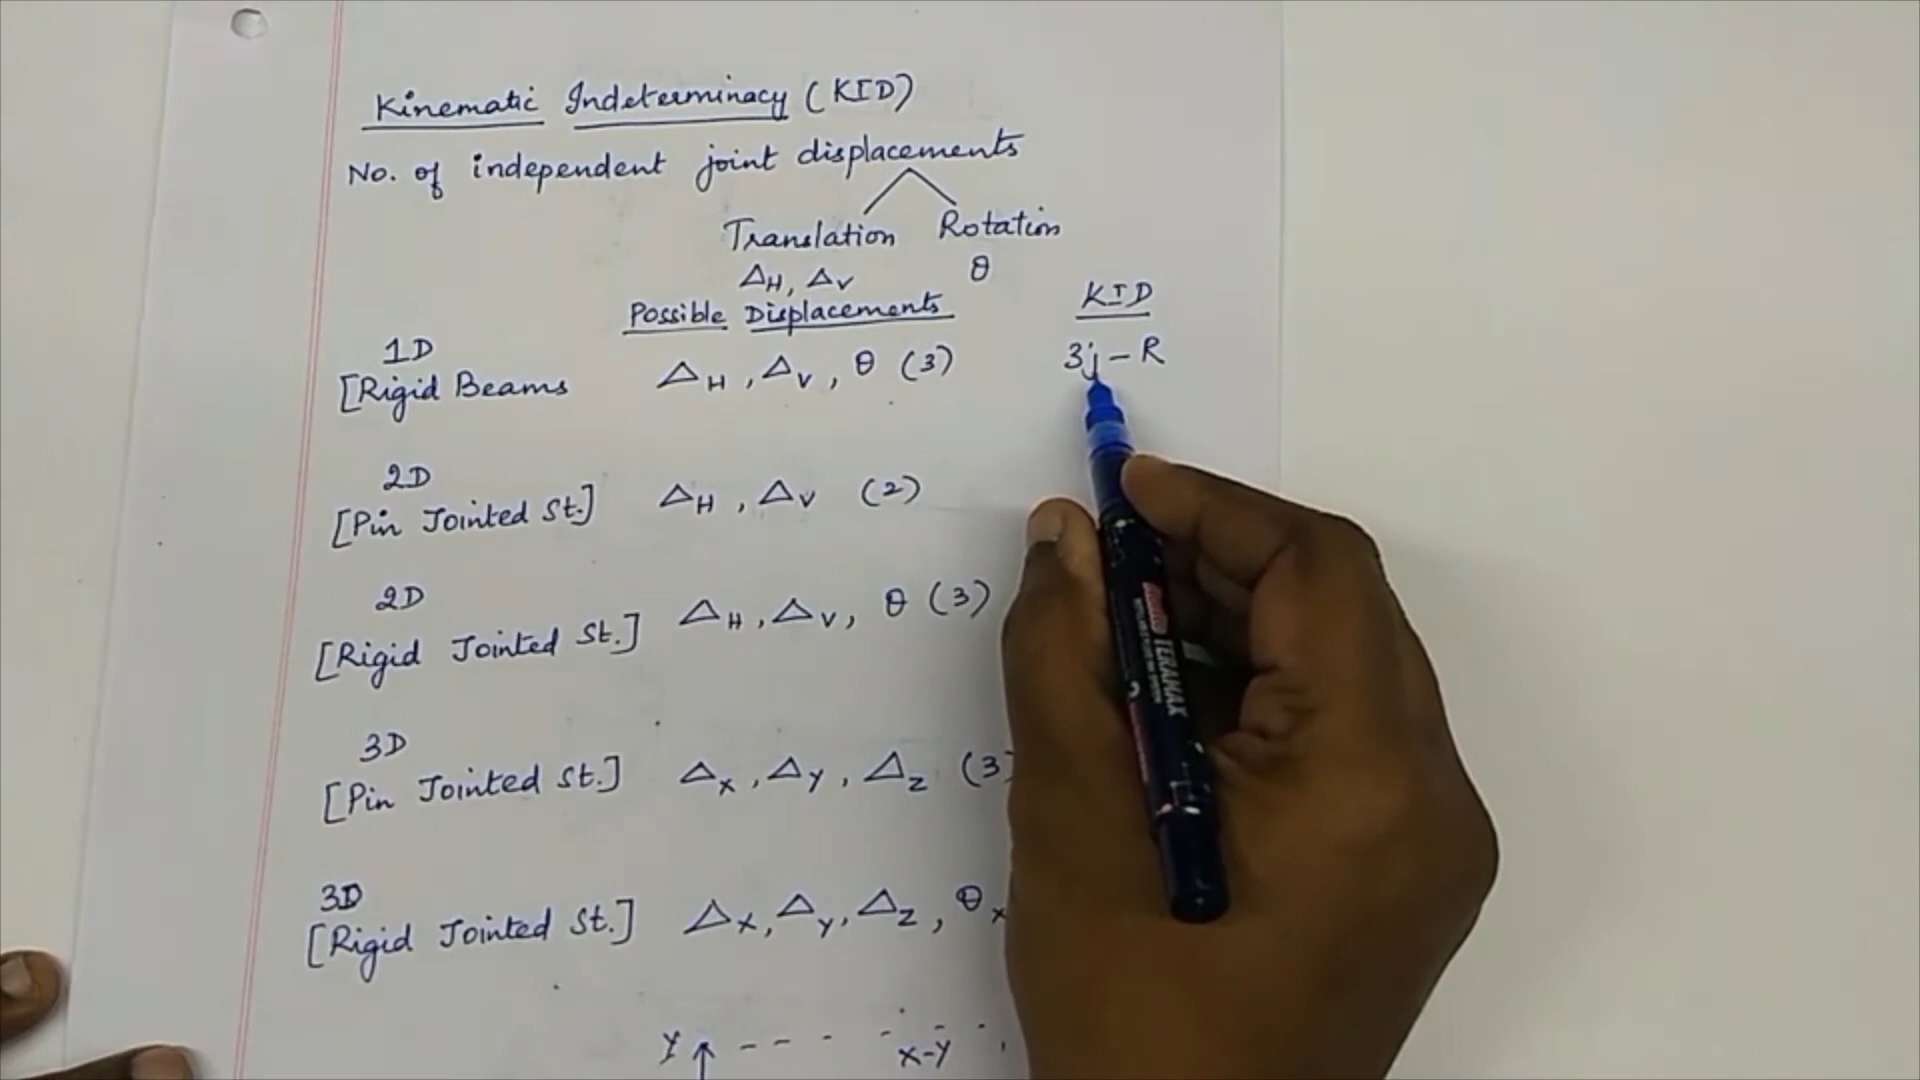 Kinematic Indeterminacy (KID)
No. of independent joint displacements
Translation Rotation
ΔH, ΔV θ
Possible Displacements KID
1D
[Rigid Beams ΔH, ΔV, θ (3) 3j - R
2D
[Pin Jointed St.] ΔH, ΔV (2)
2D
[Rigid Jointed St.] ΔH, ΔV, θ (3)
3D
[Pin Jointed St.] Δx, Δy, Δz (3)
3D
[Rigid Jointed St.] Δx, Δy, Δz, θx
Y x-y
TERAMAX